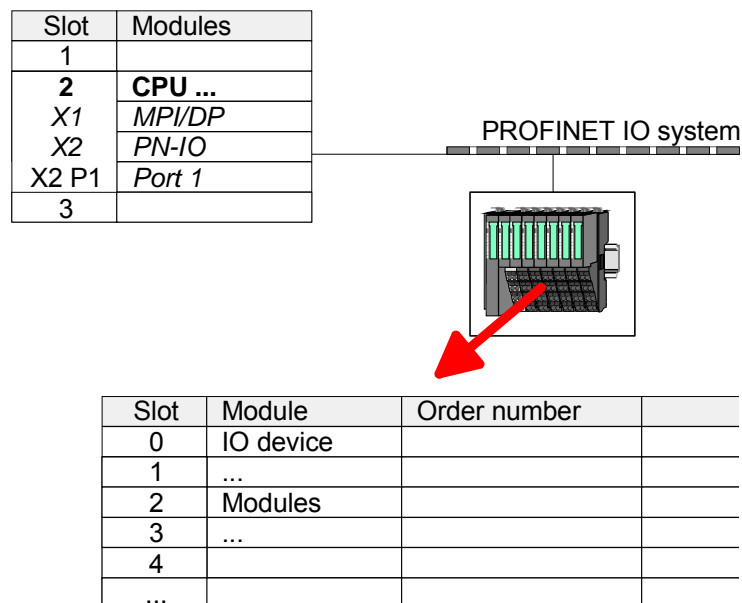 Slot Modules
1
2 CPU ...
X1 MPI/DP
X2 PN-IO
X2 P1 Port 1
3
PROFINET IO system
Slot Module Order number
0 IO device
1 ...
2 Modules
3 ...
4
...